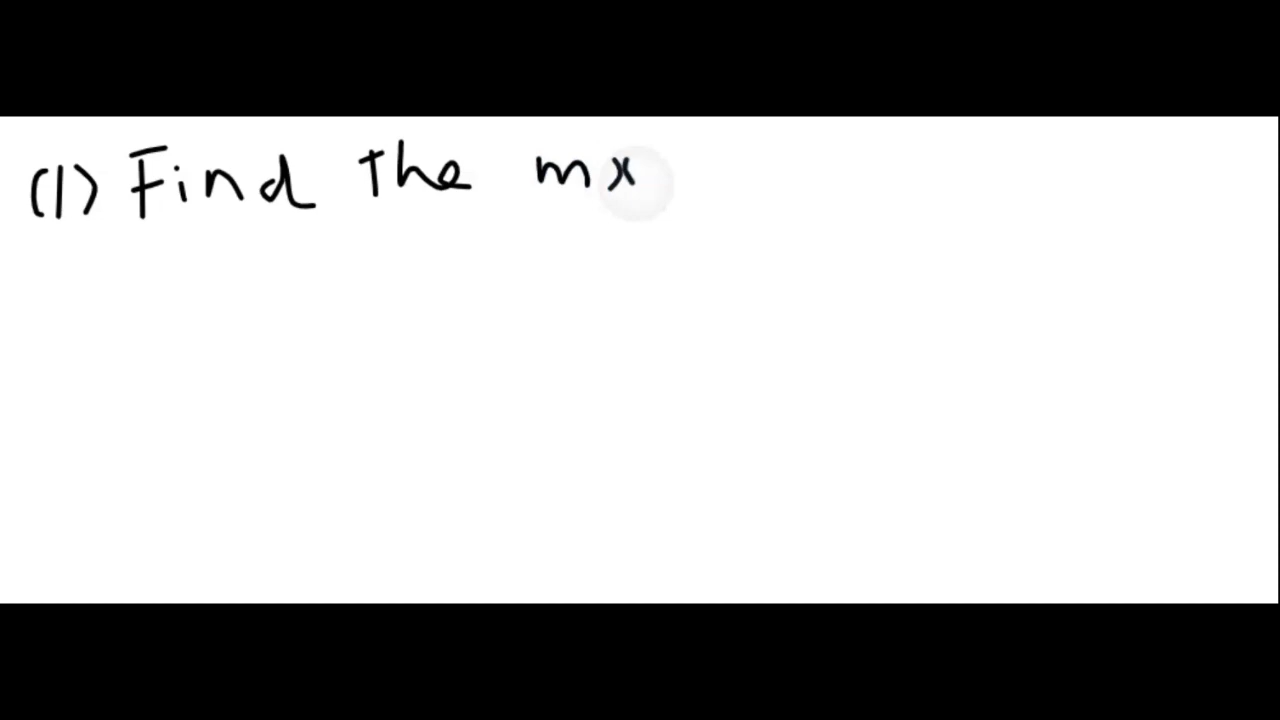 (1) Find the mx